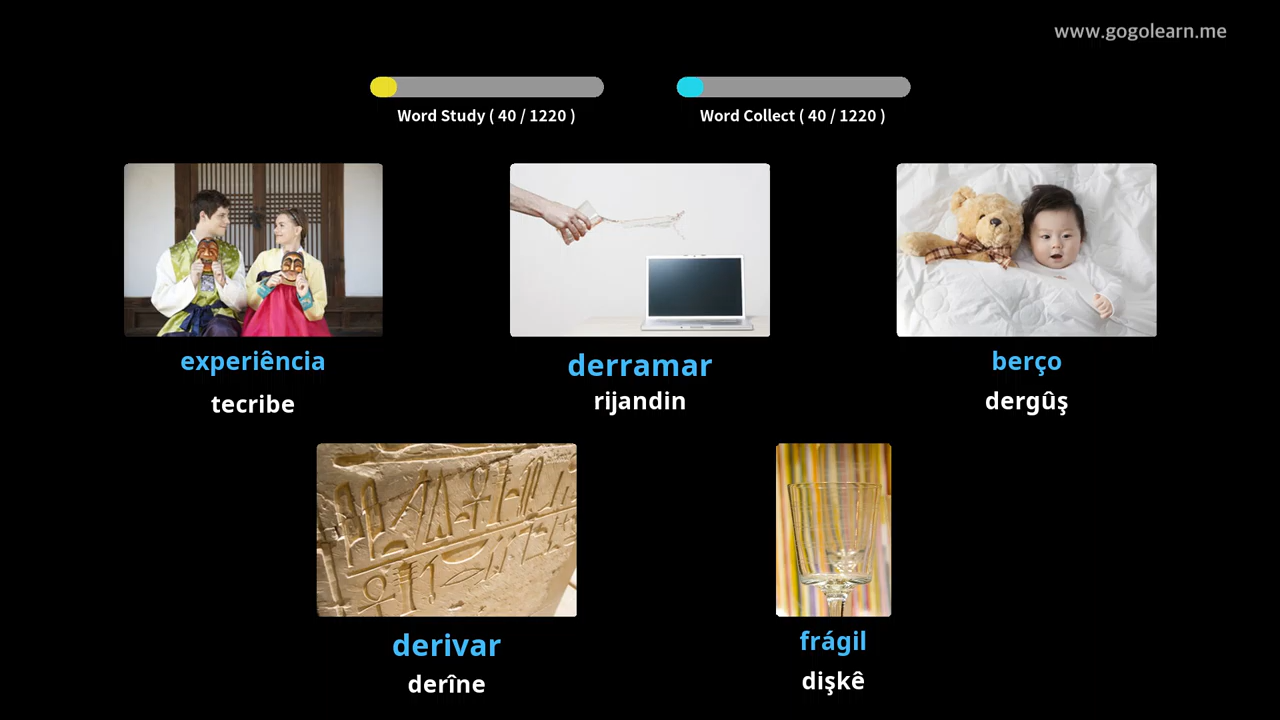 www.gogolearn.me
Word Study ( 40 / 1220 )
Word Collect ( 40 / 1220 )
experiência
derramar
berço
tecribe
rijandin
dergûş
derivar
frágil
derîne
dişkê